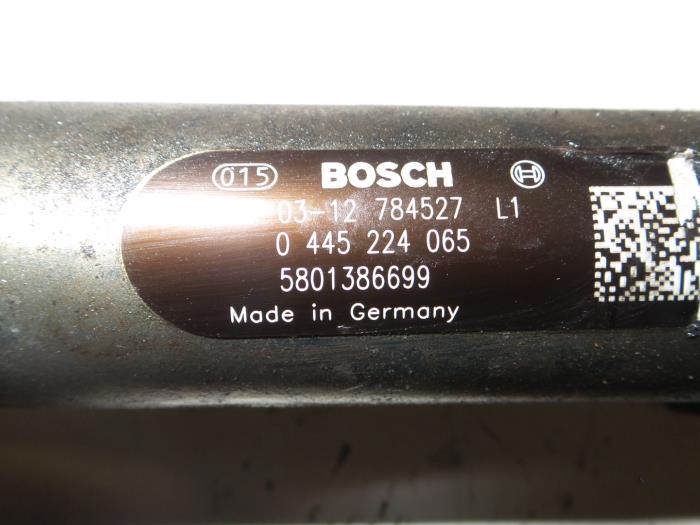 015 BOSCH
03-12 784527 L1
0 445 224 065
5801386699
Made in Germany